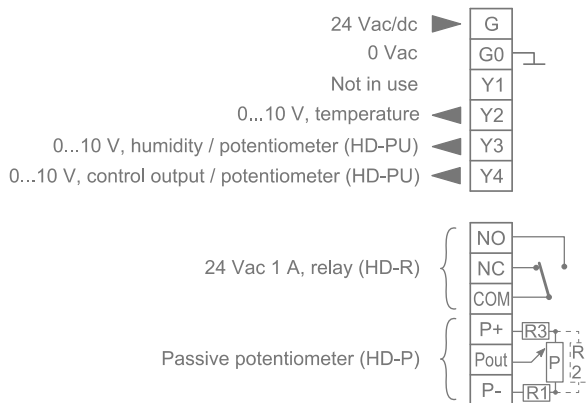 24 Vac/dc G
0 Vac G0
Not in use Y1
0...10 V, temperature Y2
0...10 V, humidity / potentiometer (HD-PU) Y3
0...10 V, control output / potentiometer (HD-PU) Y4
NO
24 Vac 1 A, relay (HD-R) NC
COM
P+ R3
Passive potentiometer (HD-P) Pout P R2
P- R1